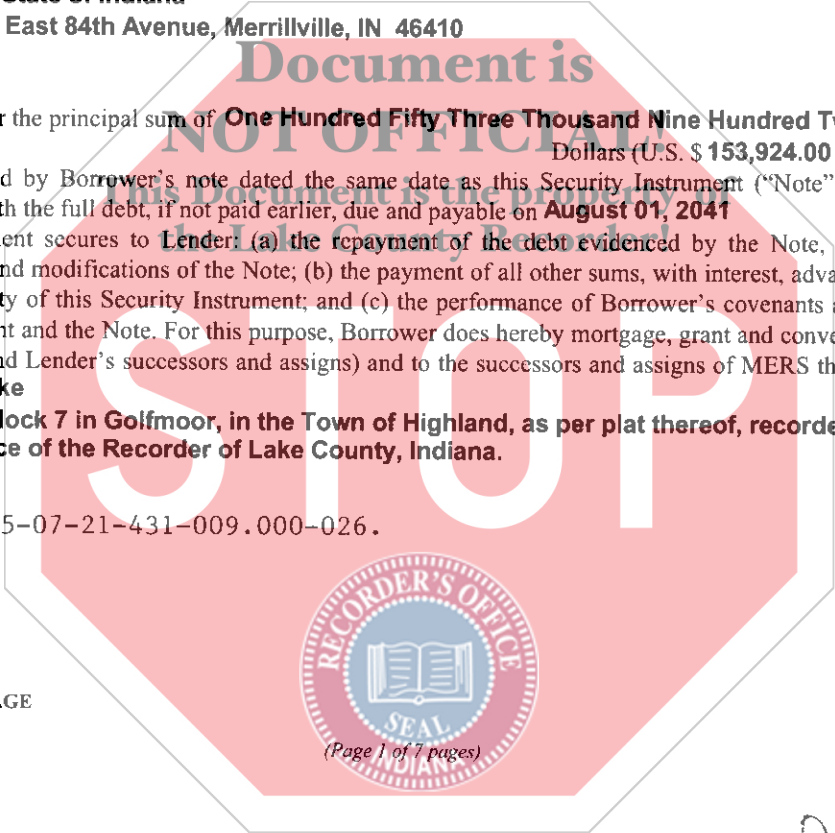 East 84th Avenue, Merrillville, IN 46410
Document is
NOT OFFICIAL!
the principal sum of One Hundred Fifty Three Thousand Nine Hundred
Dollars (U.S. $ 153,924.00
d by Borrower's note dated the same date as this Security Instrument ("Note"
This Document is the property of
th the full debt, if not paid earlier, due and payable on August 01, 2041
the Lake County Recorder!
ent secures to Lender: (a) the repayment of the debt evidenced by the Note,
nd modifications of the Note; (b) the payment of all other sums, with interest, adva
ty of this Security Instrument; and (c) the performance of Borrower's covenants
nt and the Note. For this purpose, Borrower does hereby mortgage, grant and conve
nd Lender's successors and assigns) and to the successors and assigns of MERS th
ke
lock 7 in Golfmoor, in the Town of Highland, as per plat thereof, recorde
ce of the Recorder of Lake County, Indiana.
STOP
5-07-21-431-009.000-026.
RECORDER'S OFFICE
SEAL
INDIANA
GE
(Page 1 of 7 pages)